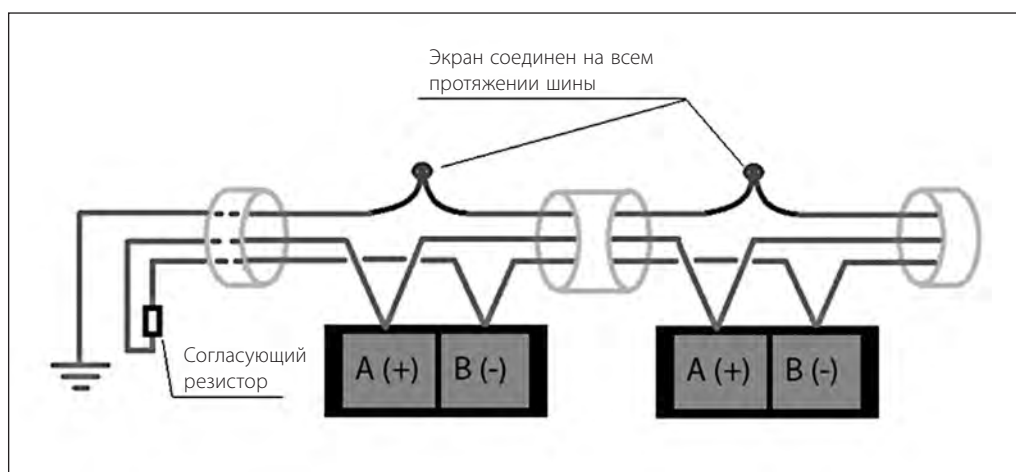 Экран соединен на всем
протяжении шины
Согласующий
резистор
A (+) B (-)
A (+) B (-)